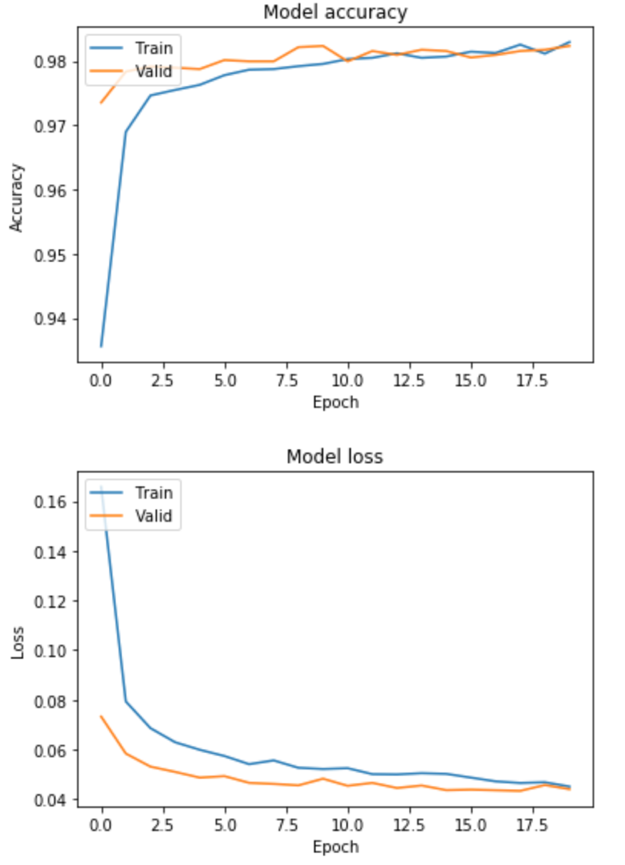 Model accuracy
Train
Valid
0.98
0.97
0.96
0.95
0.94
Accuracy
0.0 2.5 5.0 7.5 10.0 12.5 15.0 17.5
Epoch
Model loss
Train
Valid
0.16
0.14
0.12
0.10
0.08
0.06
0.04
Loss
0.0 2.5 5.0 7.5 10.0 12.5 15.0 17.5
Epoch